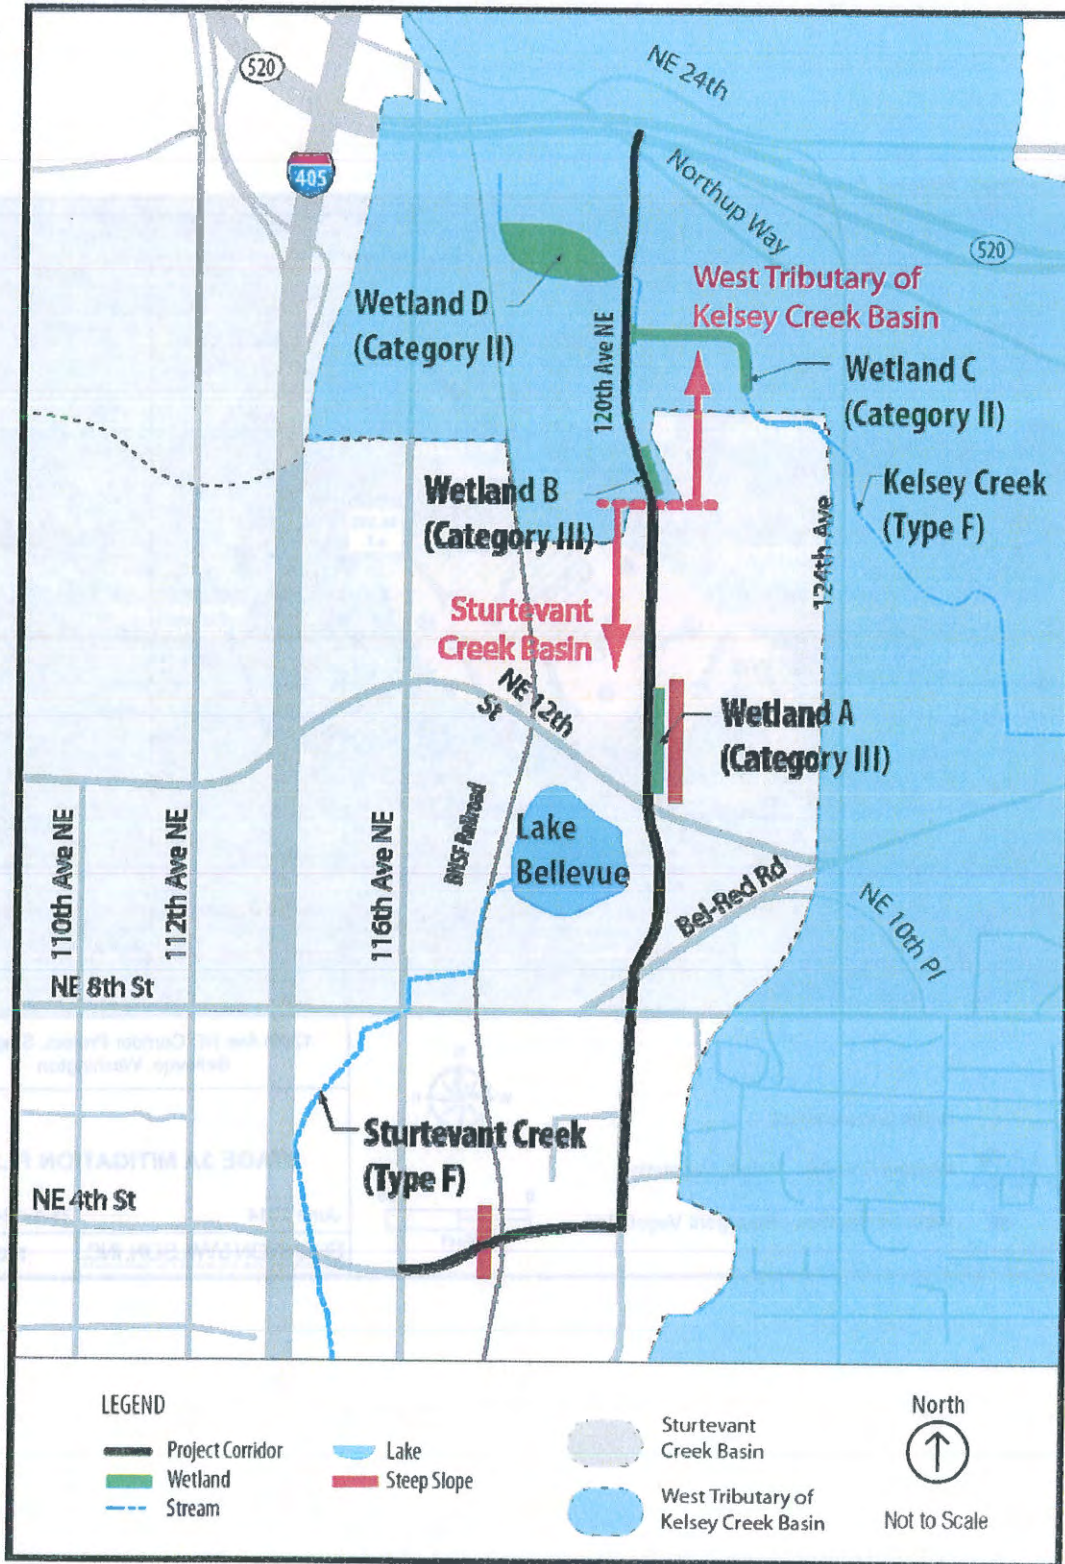 520
NE 24th
405
Northup Way
520
West Tributary of
Kelsey Creek Basin
Wetland D
(Category II)
120th Ave NE
Wetland C
(Category II)
Wetland B
(Category III)
Kelsey Creek
(Type F)
124th Ave
Sturtevant
Creek Basin
NE 12th
St
Wetland A
(Category III)
110th Ave NE
112th Ave NE
116th Ave NE
BNSF Railroad
Lake
Bellevue
Bel-Red Rd
NE 10th Pl
NE 8th St
Sturtevant Creek
(Type F)
NE 4th St
LEGEND
Project Corridor
Wetland
Stream
Lake
Steep Slope
Sturtevant
Creek Basin
West Tributary of
Kelsey Creek Basin
North
Not to Scale